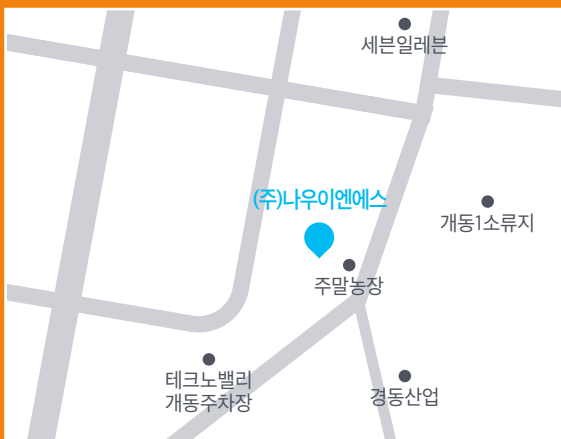 세븐일레븐
(주)나우이엔에스
개동1소류지
주말농장
테크노밸리
개동주차장
경동산업